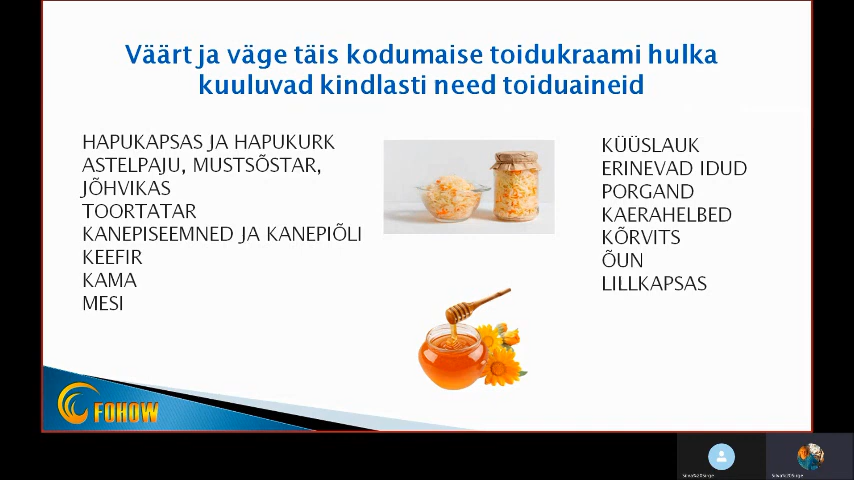 Väärt ja väge täis kodumaise toidukraami hulka
kuuluvad kindlasti need toiduaineid
HAPUKAPSAS JA HAPUKURK
ASTELPAJU, MUSTSÕSTAR,
JÕHVIKAS
TOORTATAR
KANEPISEEMNED JA KANEPIÕLI
KEEFIR
KAMA
MESI
KÜÜSLAUK
ERINEVAD IDUD
PORGAND
KAERAHELBED
KÕRVITS
ÕUN
LILLKAPSAS
FOHOW